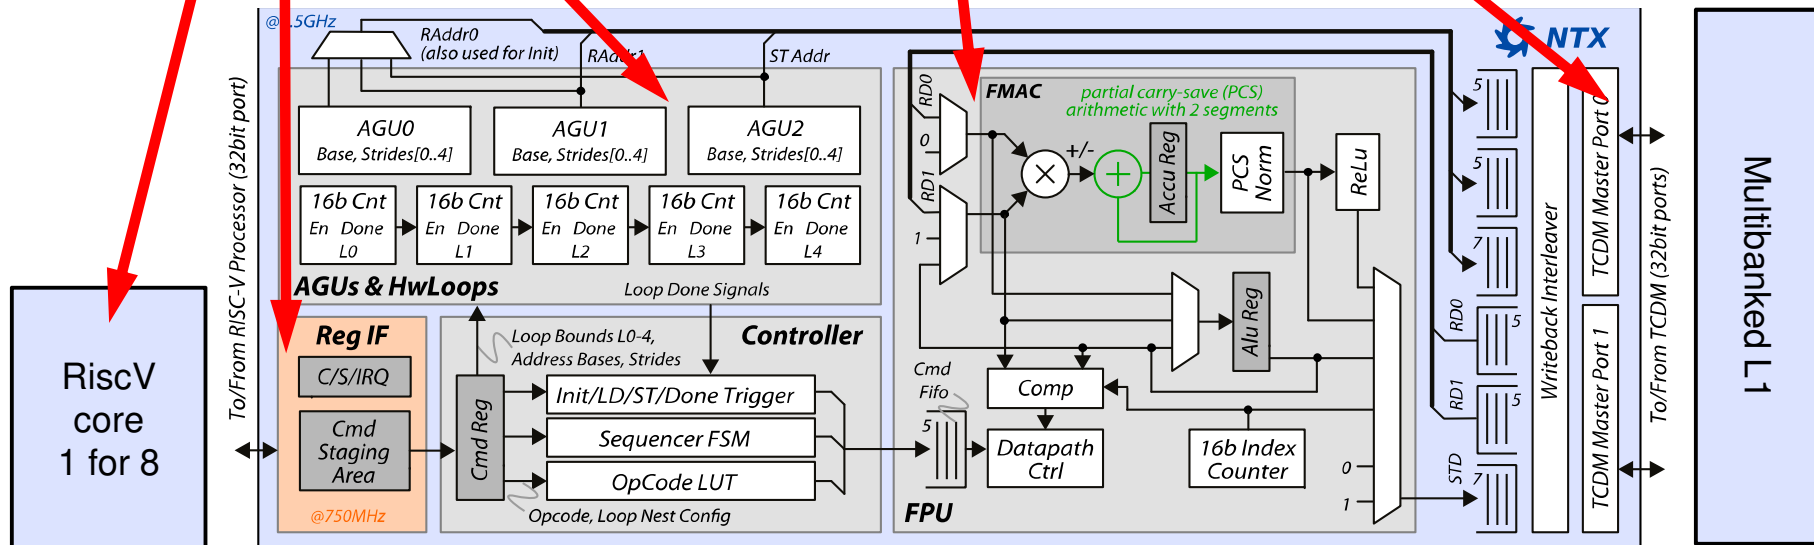 @ .5GHz
RAddr0
(also used for Init)
RAddr1
ST Addr
NTX
To/From RISC-V Processor (32bit port)
AGU0
Base, Strides[0..4]
AGU1
Base, Strides[0..4]
AGU2
Base, Strides[0..4]
16b Cnt
En Done
L0
16b Cnt
En Done
L1
16b Cnt
En Done
L2
16b Cnt
En Done
L3
16b Cnt
En Done
L4
AGUs & HwLoops
Loop Done Signals
RiscV
core
1 for 8
Reg IF
C/S/IRQ
Cmd
Staging
Area
@750MHz
Loop Bounds L0-4,
Address Bases, Strides
Controller
Cmd Reg
Init/LD/ST/Done Trigger
Sequencer FSM
OpCode LUT
Opcode, Loop Nest Config
RD0
0
RD1
1
FMAC
partial carry-save (PCS)
arithmetic with 2 segments
+/-
Accu Reg
PCS
Norm
ReLu
Alu Reg
Cmd
Fifo
5
Comp
Datapath
Ctrl
16b Index
Counter
0
1
FPU
5
5
7
RD0
5
RD1
5
STD
7
Writeback Interleaver
TCDM Master Port 0
TCDM Master Port 1
To/From TCDM (32bit ports)
Multibanked L1